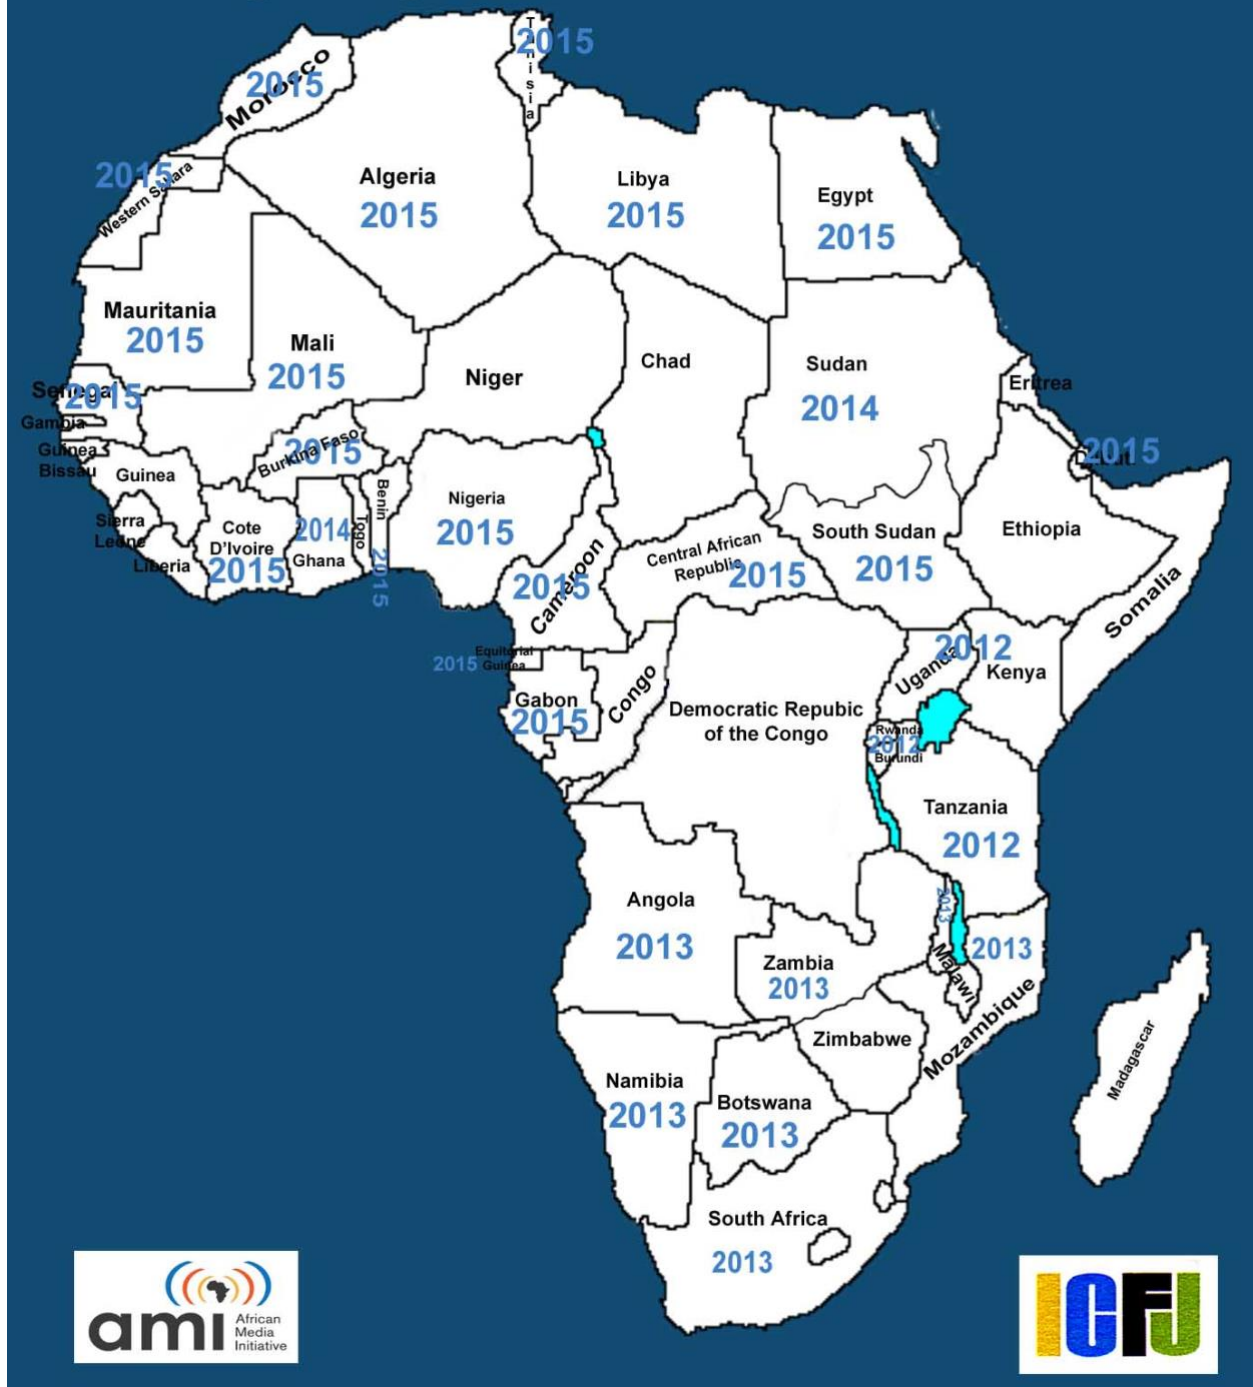 Tunisia
2015
Morocco
2015
2015
Western Sahara
Algeria
2015
Libya
2015
Egypt
2015
Mauritania
2015
Mali
2015
Niger
Chad
Sudan
2014
Eritrea
Senegal
2015
Gambia
Guinea
Bissau
Guinea
Burkina Faso
2015
2015
Djibouti
Sierra
Leone
Liberia
Cote
D'Ivoire
2015
2014
Ghana
Togo
Benin
2015
Nigeria
2015
Cameroon
2015
Central African
Republic
2015
South Sudan
2015
Ethiopia
Somalia
2015
Equitorial
Guinea
Gabon
2015
Congo
Democratic Repubic
of the Congo
Uganda
2012
Kenya
Rwanda
2012
Burundi
Tanzania
2012
Angola
2013
Zambia
2013
2013
Malawi
2013
Mozambique
Zimbabwe
Madagascar
Namibia
2013
Botswana
2013
South Africa
2013
ami
African
Media
Initiative
ICFJ